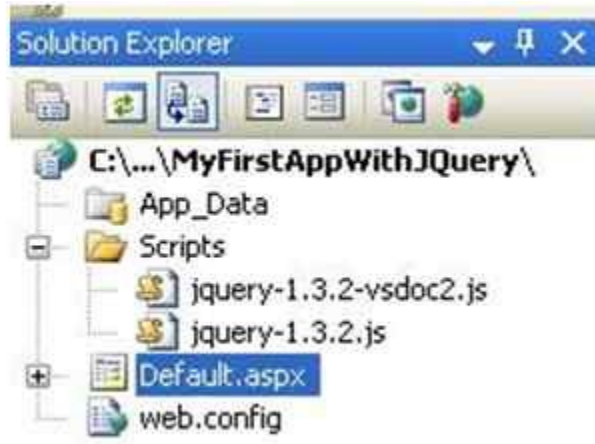 Solution Explorer
C:\...\MyFirstAppWithJQuery\
App_Data
Scripts
jquery-1.3.2-vsdoc2.js
jquery-1.3.2.js
Default.aspx
web.config